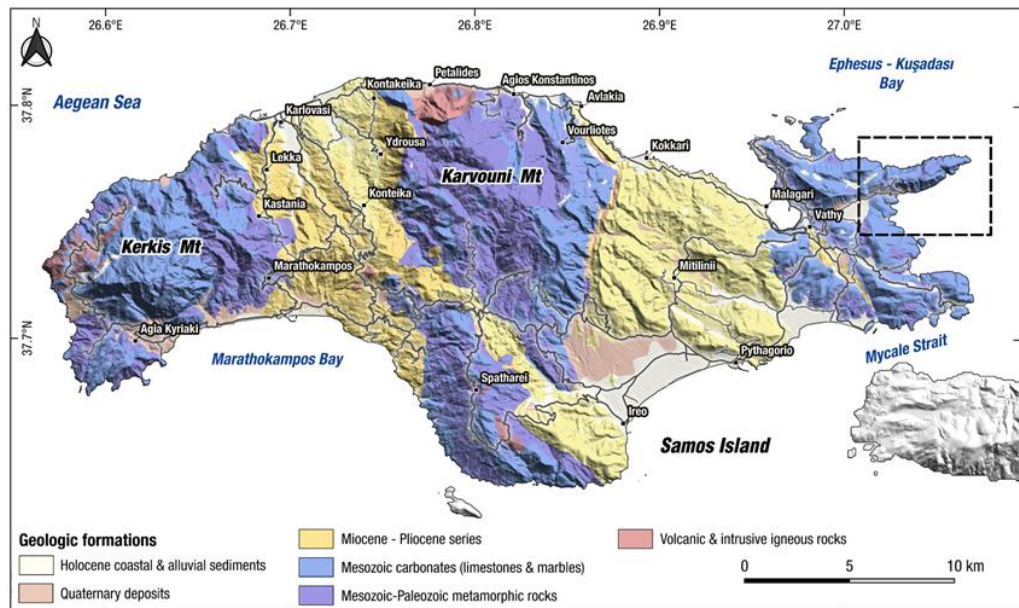 26.6°E
26.7°E
26.8°E
26.9°E
27.0°E
N
37.8°N
37.7°N
Aegean Sea
Ephesus - Kuşadası
Bay
Petalides
Kontakeika
Agios Konstantinos
Avlakia
Karlovasi
Vourliotes
Ydrousa
Kokkari
Lekka
Karvouni Mt
Konteika
Malagari
Kastania
Vathy
Kerkis Mt
Marathokampos
Mitilinii
Agia Kyriaki
Marathokampos Bay
Mycale Strait
Pythagorio
Spatharei
Ireo
Samos Island
Geologic formations
Holocene coastal & alluvial sediments
Quaternary deposits
Miocene - Pliocene series
Mesozoic carbonates (limestones & marbles)
Mesozoic-Paleozoic metamorphic rocks
Volcanic & intrusive igneous rocks
0 5 10 km